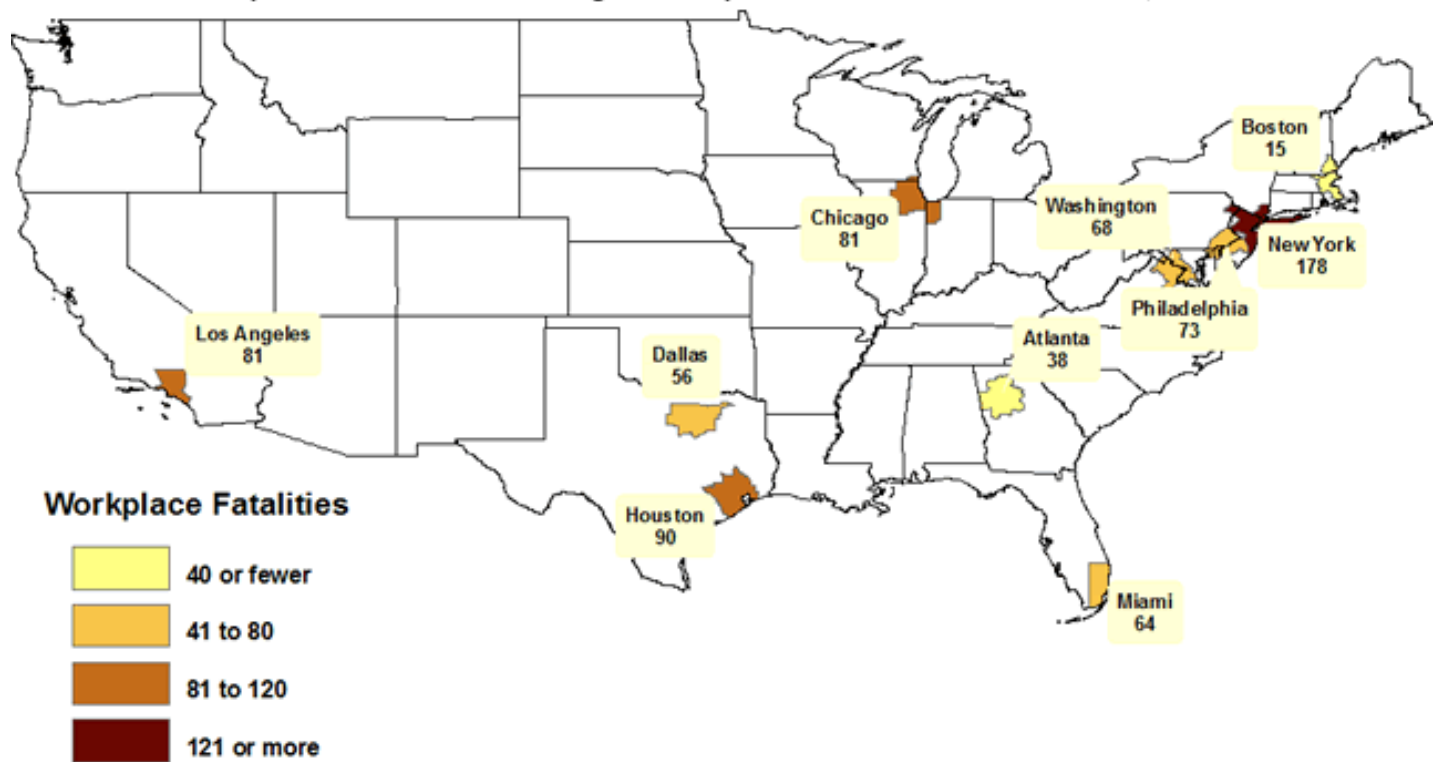 Boston
15
Washington
68
Chicago
81
New York
178
Philadelphia
73
Los Angeles
81
Dallas
56
Atlanta
38
Houston
90
Miami
64
Workplace Fatalities
40 or fewer
41 to 80
81 to 120
121 or more